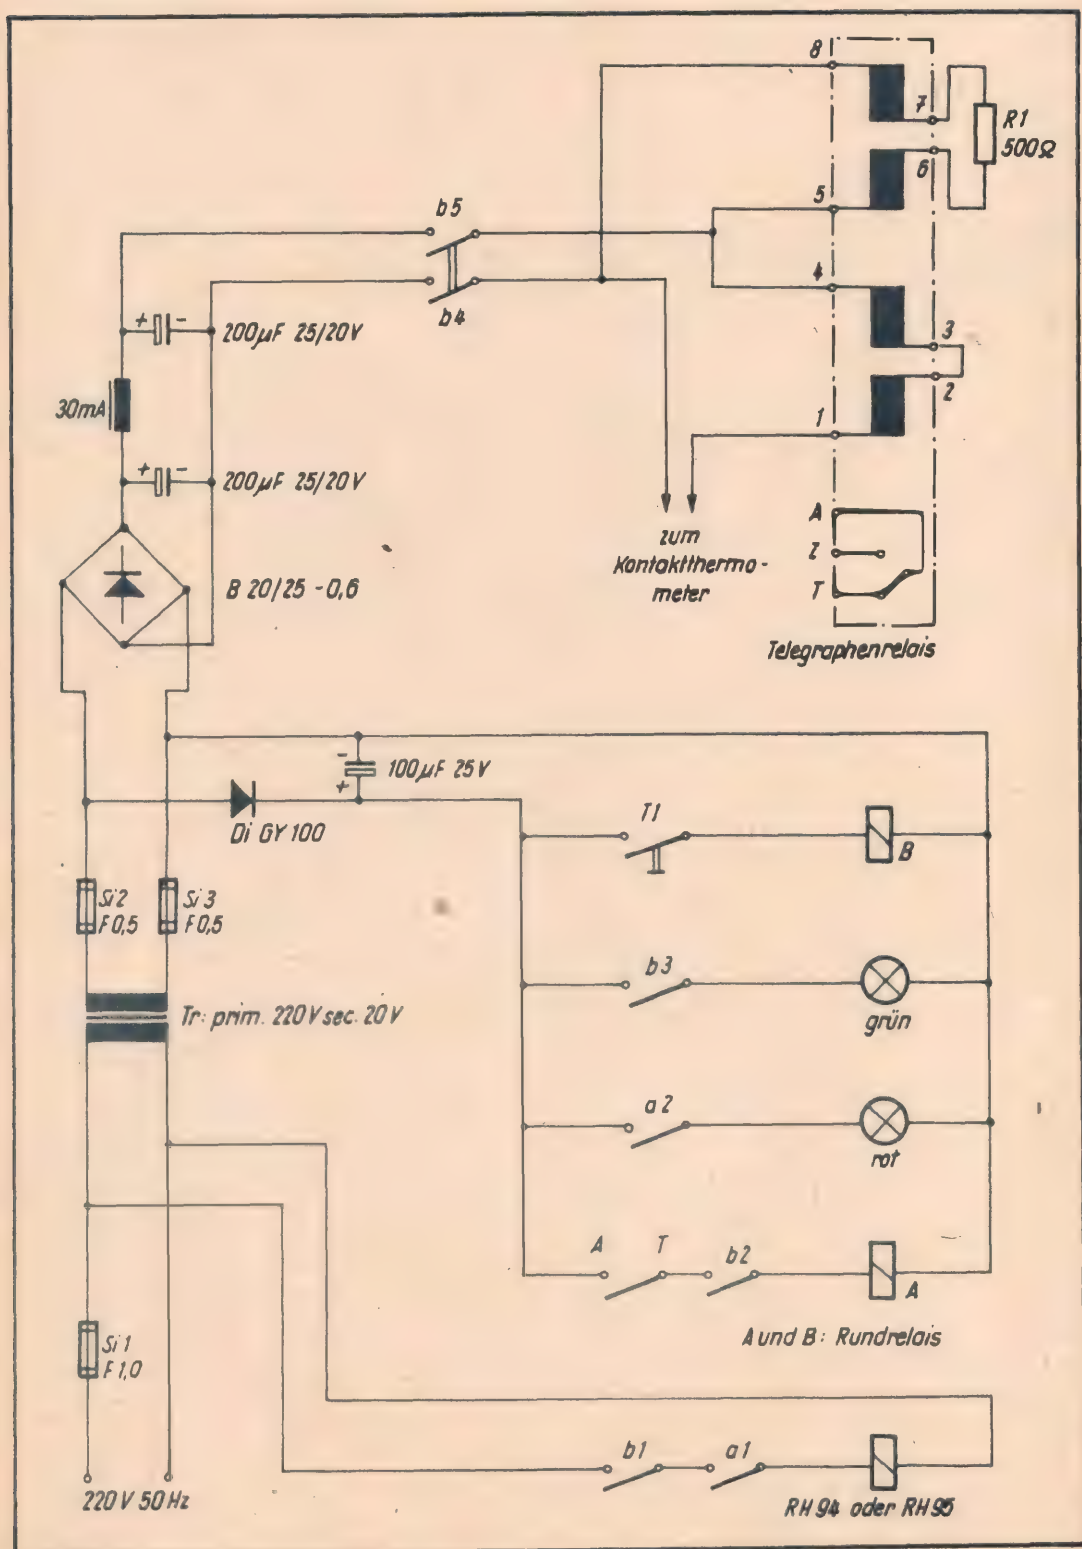 8
7
R1
500Ω
6
5
b5
4
b4
+ -
200µF 25/20V
3
2
30mA
1
+ -
200µF 25/20V
A
zum
Kontaktthermo-
meter
Z
B 20/25 - 0,6
T
Telegraphenrelais
-
100µF 25V
+
Di GY 100
T1
B
Si 2
F 0,5
Si 3
F 0,5
b3
grün
Tr: prim. 220V sec. 20V
a2
rot
A T b2
A
A und B: Rundrelais
Si 1
F 1,0
b1 a1
220V 50Hz
RH 94 oder RH 95